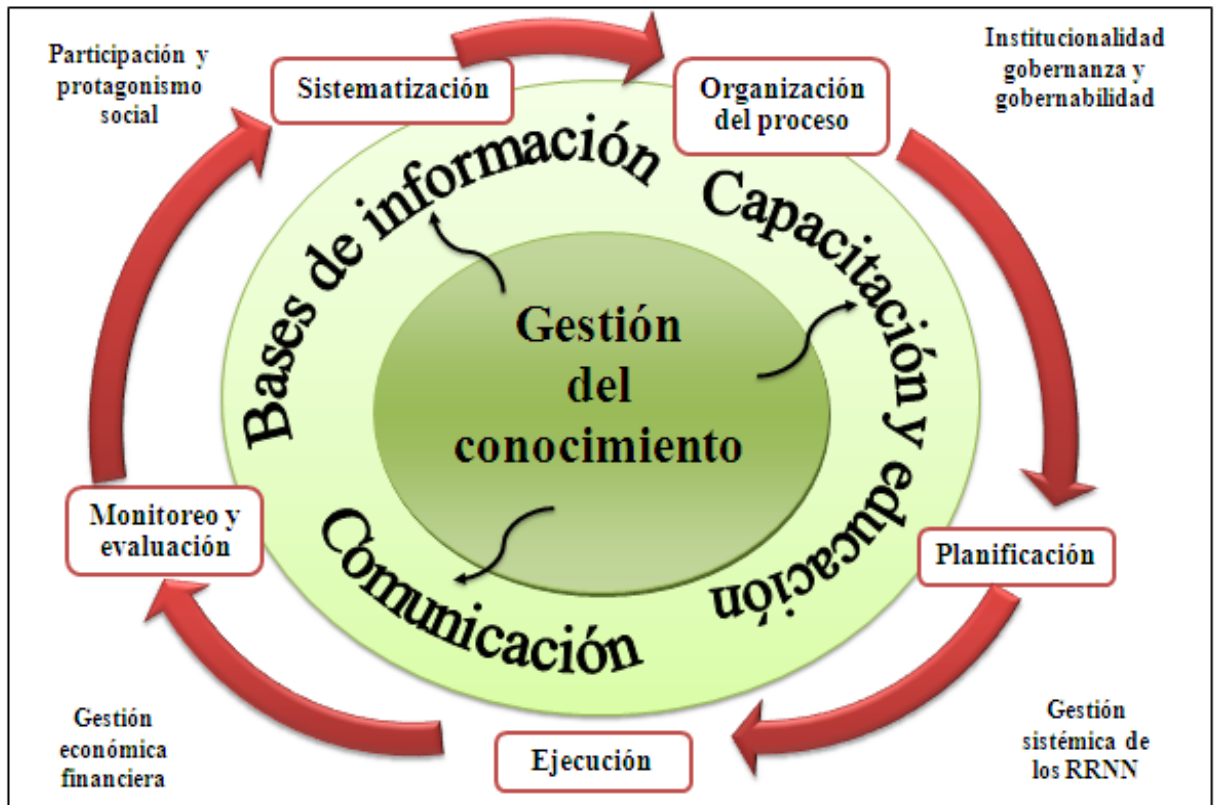 Participación y
protagonismo
social
Sistematización
Organización
del proceso
Institucionalidad
gobernanza y
gobernabilidad
Bases de información
Capacitación y educación
Gestión
del
conocimiento
Comunicación
Monitoreo y
evaluación
Planificación
Ejecución
Gestión
económica
financiera
Gestión
sistémica de
los RRNN